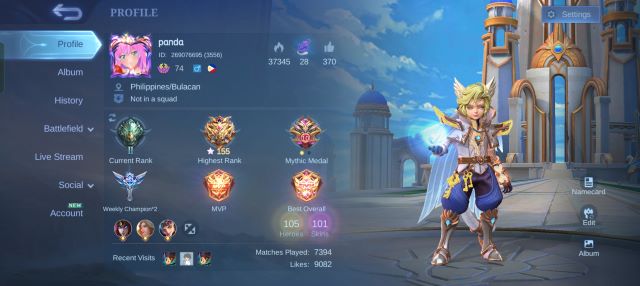 PROFILE
Settings
Profile
panda
ID: 269076695 (3556)
74
37345
28
370
Album
Philippines/Bulacan
Not in a squad
History
Battlefield
155
Current Rank
Highest Rank
Mythic Medal
Live Stream
Social
Weekly Champion*2
MVP
Best Overall
NEW
Account
105
Heroes
101
Skins
Matches Played: 7394
Recent Visits
Likes: 9082
Namecard
Edit
Album